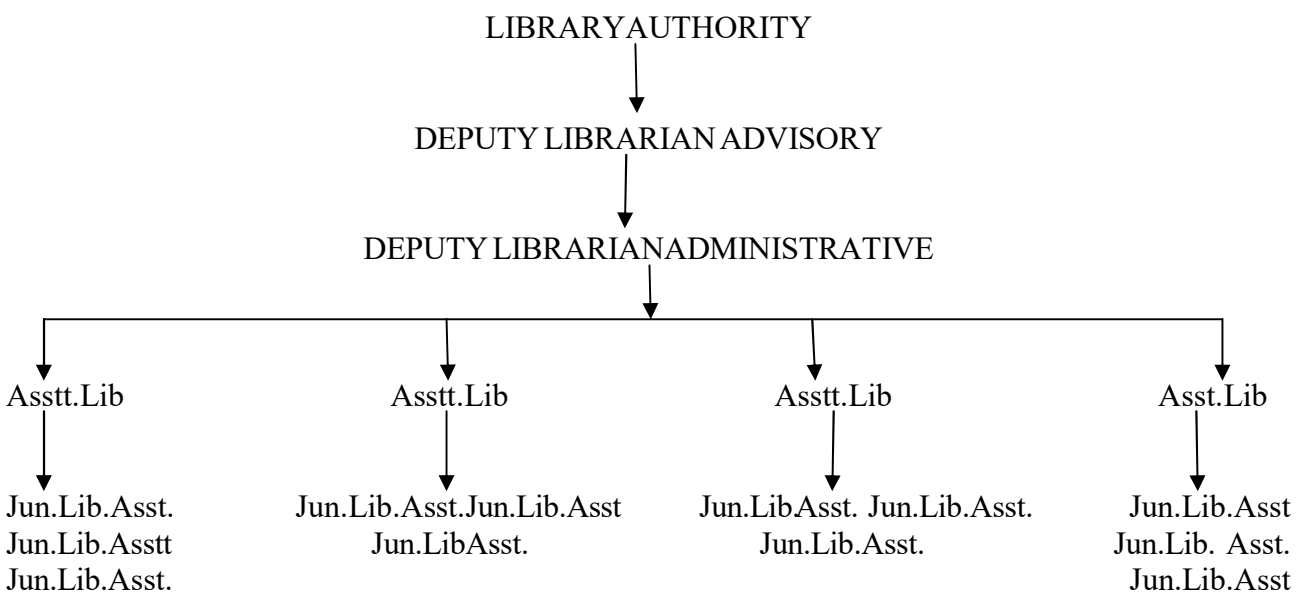 LIBRARYAUTHORITY
DEPUTY LIBRARIAN ADVISORY
DEPUTY LIBRARIANADMINISTRATIVE
Asstt.Lib
Asstt.Lib
Asstt.Lib
Asst.Lib
Jun.Lib.Asst.
Jun.Lib.Asstt
Jun.Lib.Asst.
Jun.Lib.Asst.Jun.Lib.Asst
Jun.LibAsst.
Jun.LibAsst. Jun.Lib.Asst.
Jun.Lib.Asst.
Jun.Lib.Asst
Jun.Lib. Asst.
Jun.Lib.Asst